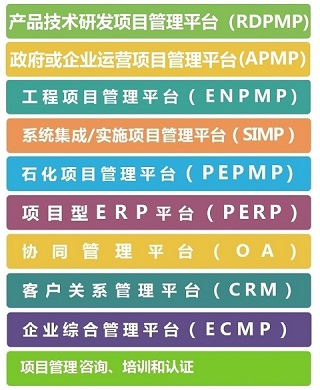 产品技术研发项目管理平台（RDPMP)
政府或企业运营项目管理平台(APMP)
工程项目管理平台（ENPMP)
系统集成/实施项目管理平台（SIMP）
石化项目管理平台（PEPMP)
项目型ERP平台（PERP）
协同管理平台（OA）
客户关系管理平台（CRM）
企业综合管理平台（ECMP）
项目管理咨询、培训和认证